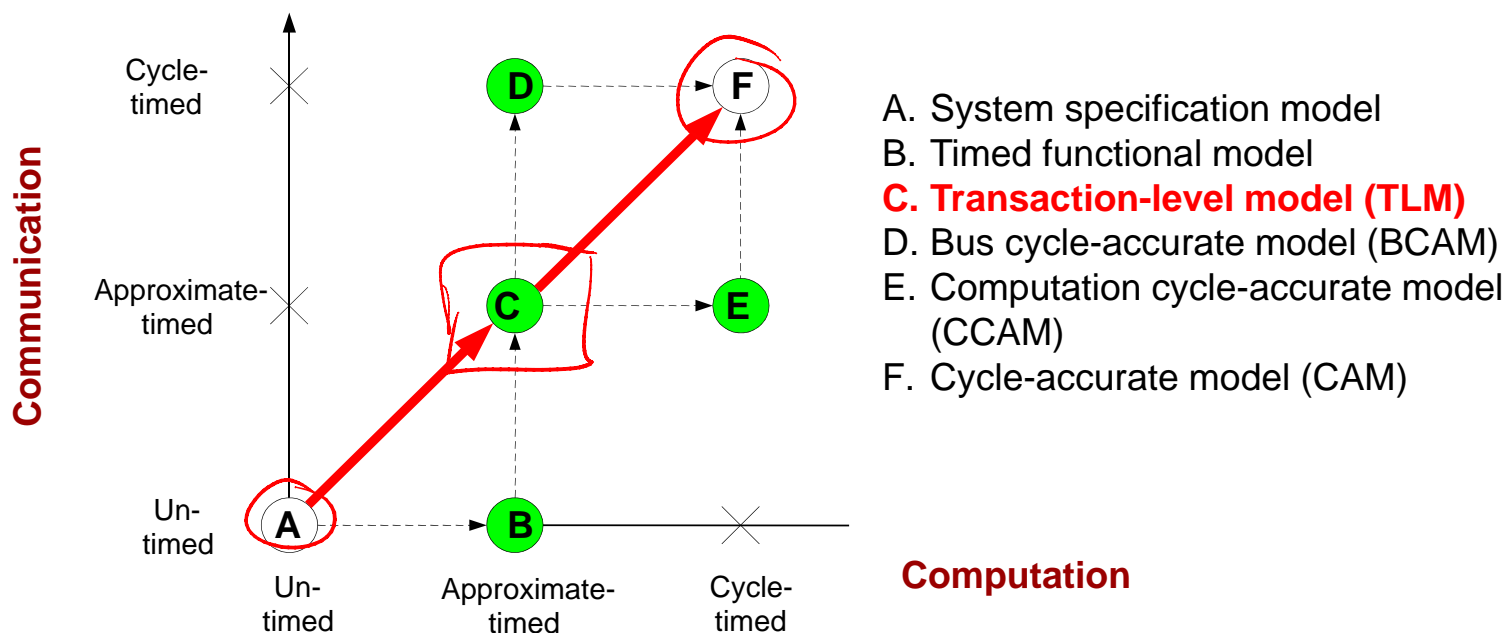 Communication
Cycle-
timed
Approximate-
timed
Un-
timed
D
F
C
E
A
B
Un-
timed
Approximate-
timed
Cycle-
timed
Computation
A. System specification model
B. Timed functional model
C. Transaction-level model (TLM)
D. Bus cycle-accurate model (BCAM)
E. Computation cycle-accurate model
(CCAM)
F. Cycle-accurate model (CAM)